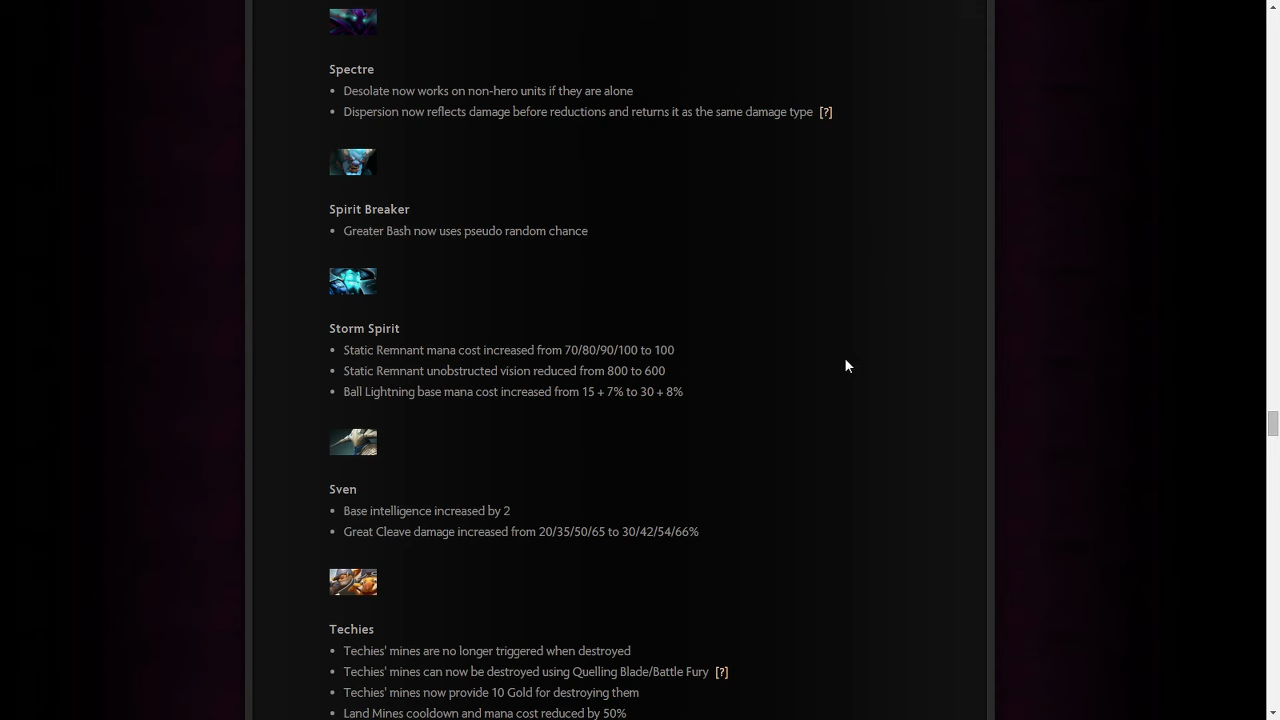 Spectre
• Desolate now works on non-hero units if they are alone
• Dispersion now reflects damage before reductions and returns it as the same damage type [?]
Spirit Breaker
• Greater Bash now uses pseudo random chance
Storm Spirit
• Static Remnant mana cost increased from 70/80/90/100 to 100
• Static Remnant unobstructed vision reduced from 800 to 600
• Ball Lightning base mana cost increased from 15 + 7% to 30 + 8%
Sven
• Base intelligence increased by 2
• Great Cleave damage increased from 20/35/50/65 to 30/42/54/66%
Techies
• Techies' mines are no longer triggered when destroyed
• Techies' mines can now be destroyed using Quelling Blade/Battle Fury [?]
• Techies' mines now provide 10 Gold for destroying them
• Land Mines cooldown and mana cost reduced by 50%